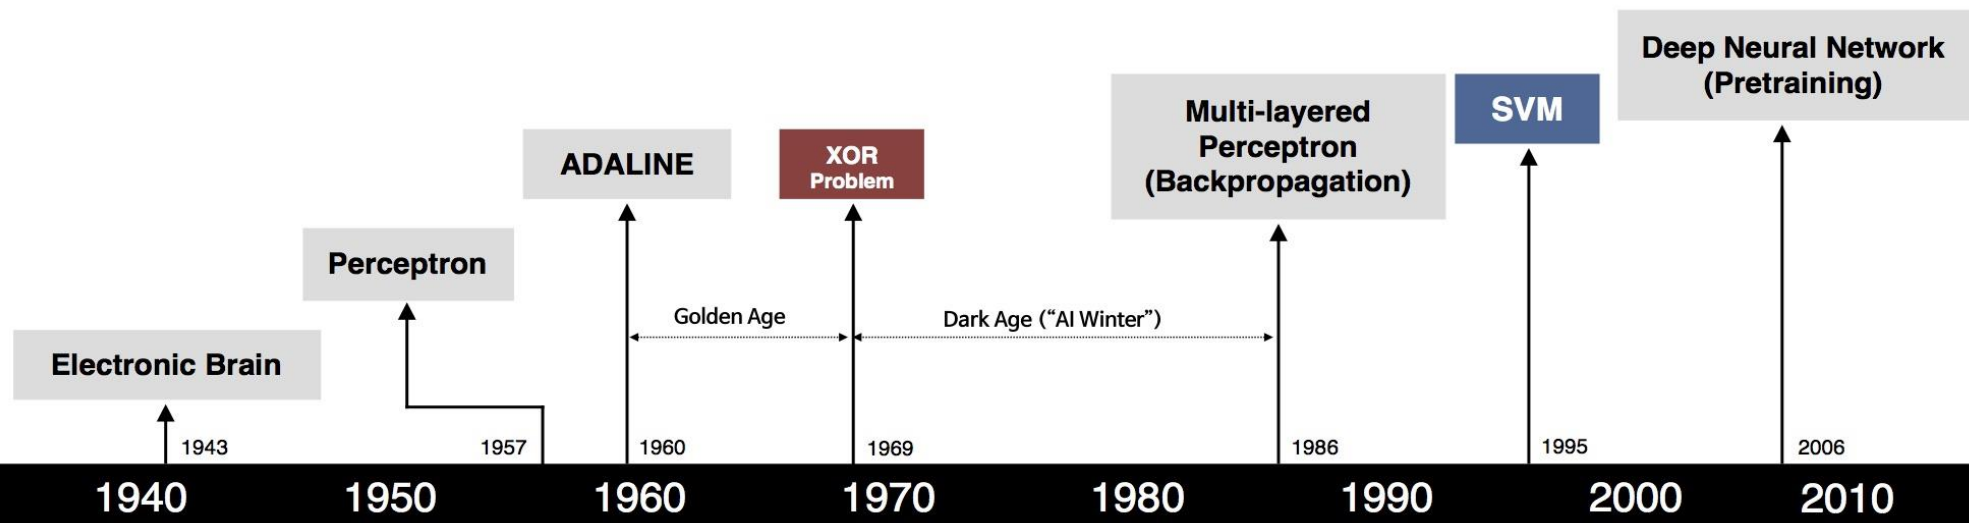 Deep Neural Network
(Pretraining)
Multi-layered
Perceptron
(Backpropagation)
SVM
ADALINE
XOR
Problem
Perceptron
Golden Age
Dark Age (“AI Winter”)
Electronic Brain
1943
1957
1960
1969
1986
1995
2006
1940
1950
1960
1970
1980
1990
2000
2010